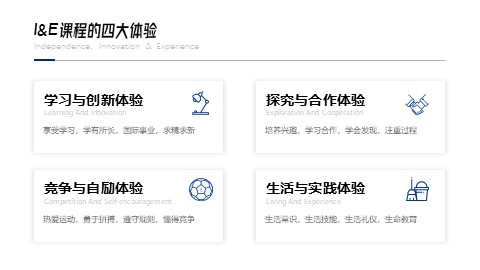 I&E课程的四大体验
Independence, Innovation & Experience
学习与创新体验
Learning And Innovation
享受学习，学有所长，国际事业，求精求新
探究与合作体验
Exploration And Cooperation
培养兴趣，学习合作，学会发现，注重过程
竞争与自励体验
Competition And Self-encouragement
热爱运动，勇于拼搏，遵守规则，懂得竞争
生活与实践体验
Living And Experience
生活常识，生活技能，生活礼仪，生命教育